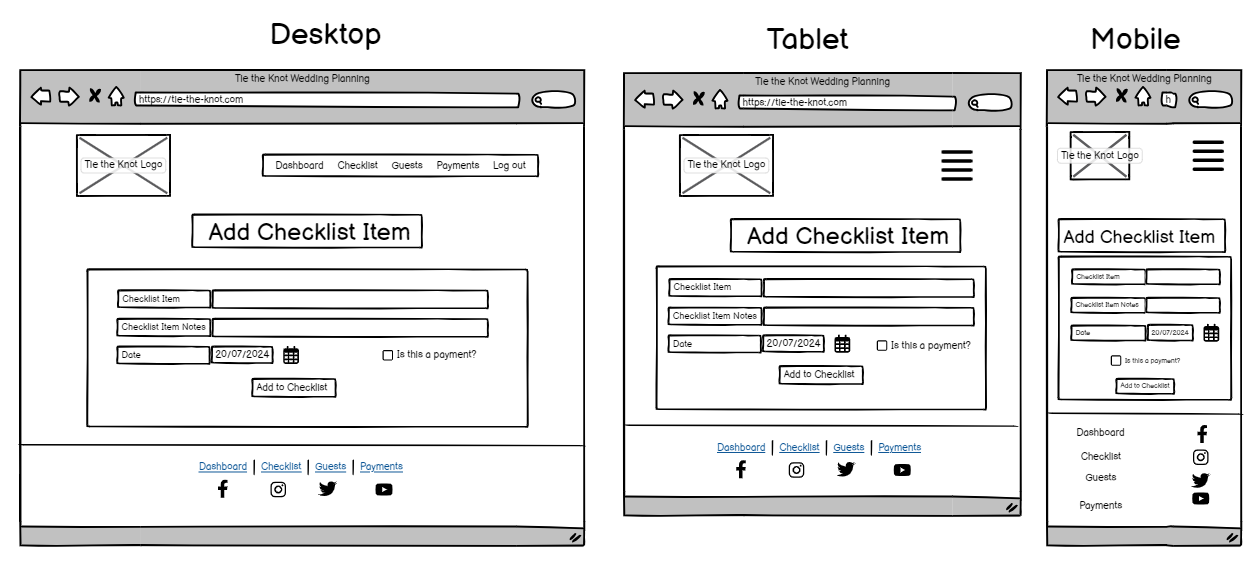 Desktop
Tie the Knot Wedding Planning
https://tie-the-knot.com
Tie the Knot Logo
Dashboard Checklist Guests Payments Log out
Add Checklist Item
Checklist Item
Checklist Item Notes
Date 20/07/2024 Is this a payment?
Add to Checklist
Dashboard | Checklist | Guests | Payments
Tablet
Tie the Knot Wedding Planning
https://tie-the-knot.com
Tie the Knot Logo
Add Checklist Item
Checklist Item
Checklist Item Notes
Date 20/07/2024 Is this a payment?
Add to Checklist
Dashboard | Checklist | Guests | Payments
Mobile
Tie the Knot Wedding Planning
h
Tie the Knot Logo
Add Checklist Item
Checklist Item
Checklist Item Notes
Date 20/07/2024
Is this a payment?
Add to Checklist
Dashboard
Checklist
Guests
Payments